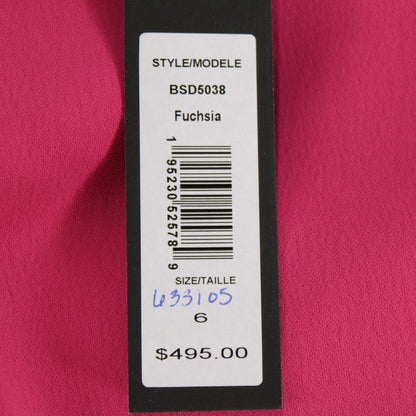 STYLE/MODELE
BSD5038
Fuchsia
1 95230 52578 9
SIZE/TAILLE
633105
6
$495.00